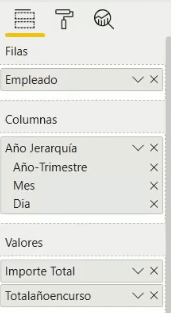 Filas
Empleado
Columnas
Año Jerarquía
Año-Trimestre
Mes
Dia
Valores
Importe Total
Totalañoencurso